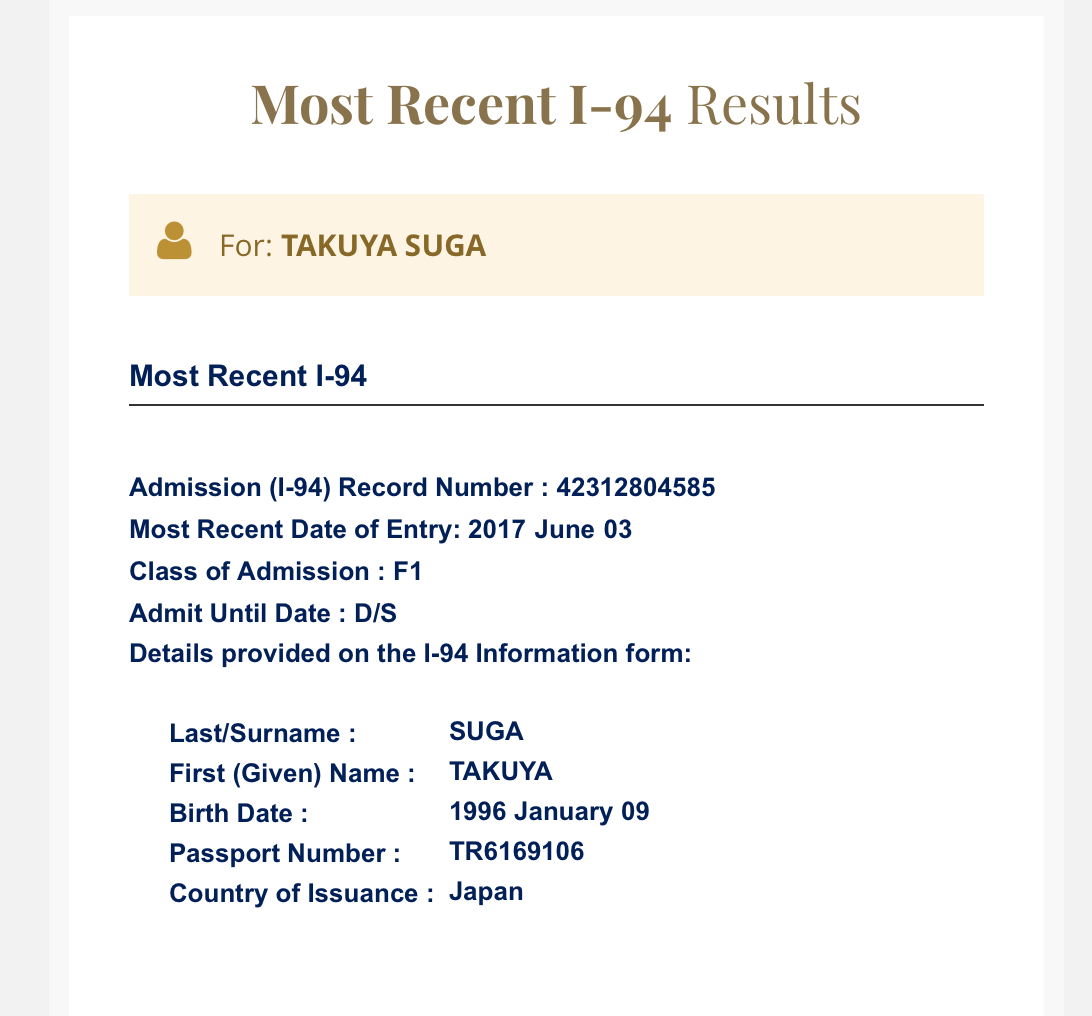 Most Recent I-94 Results
For: TAKUYA SUGA
Most Recent I-94
Admission (I-94) Record Number : 42312804585
Most Recent Date of Entry: 2017 June 03
Class of Admission : F1
Admit Until Date : D/S
Details provided on the I-94 Information form:
Last/Surname : SUGA
First (Given) Name : TAKUYA
Birth Date : 1996 January 09
Passport Number : TR6169106
Country of Issuance : Japan